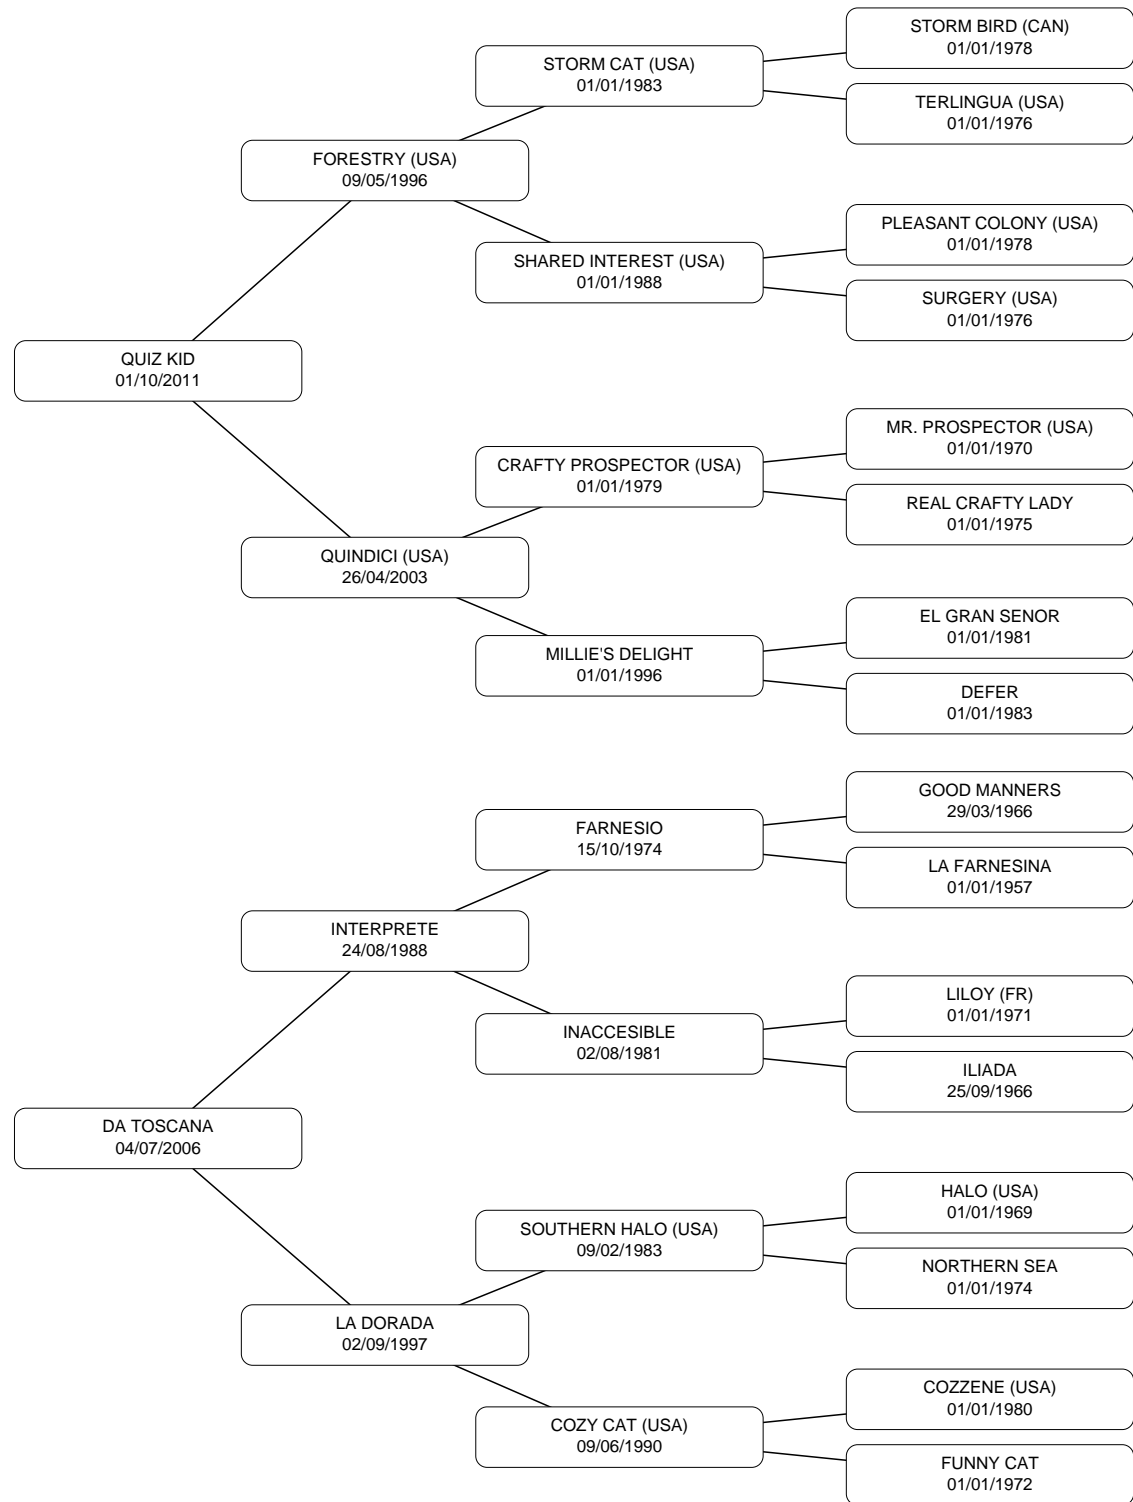 STORM BIRD (CAN)
01/01/1978
STORM CAT (USA)
01/01/1983
TERLINGUA (USA)
01/01/1976
FORESTRY (USA)
09/05/1996
PLEASANT COLONY (USA)
01/01/1978
SHARED INTEREST (USA)
01/01/1988
SURGERY (USA)
01/01/1976
QUIZ KID
01/10/2011
MR. PROSPECTOR (USA)
01/01/1970
CRAFTY PROSPECTOR (USA)
01/01/1979
REAL CRAFTY LADY
01/01/1975
QUINDICI (USA)
26/04/2003
EL GRAN SENOR
01/01/1981
MILLIE'S DELIGHT
01/01/1996
DEFER
01/01/1983
GOOD MANNERS
29/03/1966
FARNESIO
15/10/1974
LA FARNESINA
01/01/1957
INTERPRETE
24/08/1988
LILOY (FR)
01/01/1971
INACCESIBLE
02/08/1981
ILIADA
25/09/1966
DA TOSCANA
04/07/2006
HALO (USA)
01/01/1969
SOUTHERN HALO (USA)
09/02/1983
NORTHERN SEA
01/01/1974
LA DORADA
02/09/1997
COZZENE (USA)
01/01/1980
COZY CAT (USA)
09/06/1990
FUNNY CAT
01/01/1972